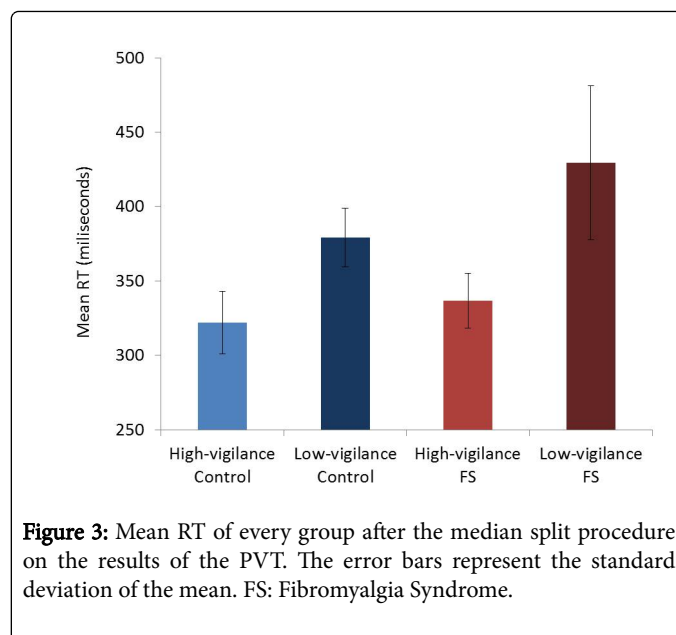 500
450
400
350
300
250
Mean RT (miliseconds)
High-vigilance
Control
Low-vigilance
Control
High-vigilance
FS
Low-vigilance
FS
Figure 3: Mean RT of every group after the median split procedure
on the results of the PVT. The error bars represent the standard
deviation of the mean. FS: Fibromyalgia Syndrome.